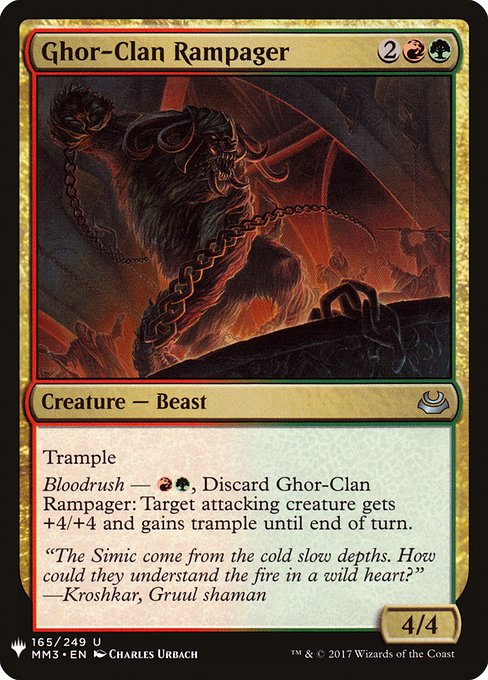 Ghor-Clan Rampager 2
Creature — Beast
Trample
Bloodrush — , Discard Ghor-Clan
Rampager: Target attacking creature gets
+4/+4 and gains trample until end of turn.
“The Simic come from the cold slow depths. How
could they understand the fire in a wild heart?”
—Kroshkar, Gruul shaman
4/4
165/249 U
MM3 • EN Charles Urbach
™ & © 2017 Wizards of the Coast